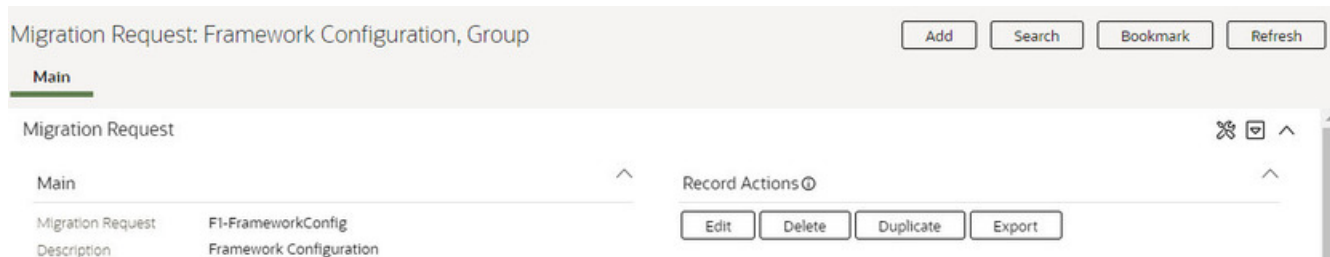 Migration Request: Framework Configuration, Group
Add Search Bookmark Refresh
Main
Migration Request
Main
Record Actions
Migration Request F1-FrameworkConfig
Edit Delete Duplicate Export
Description Framework Configuration